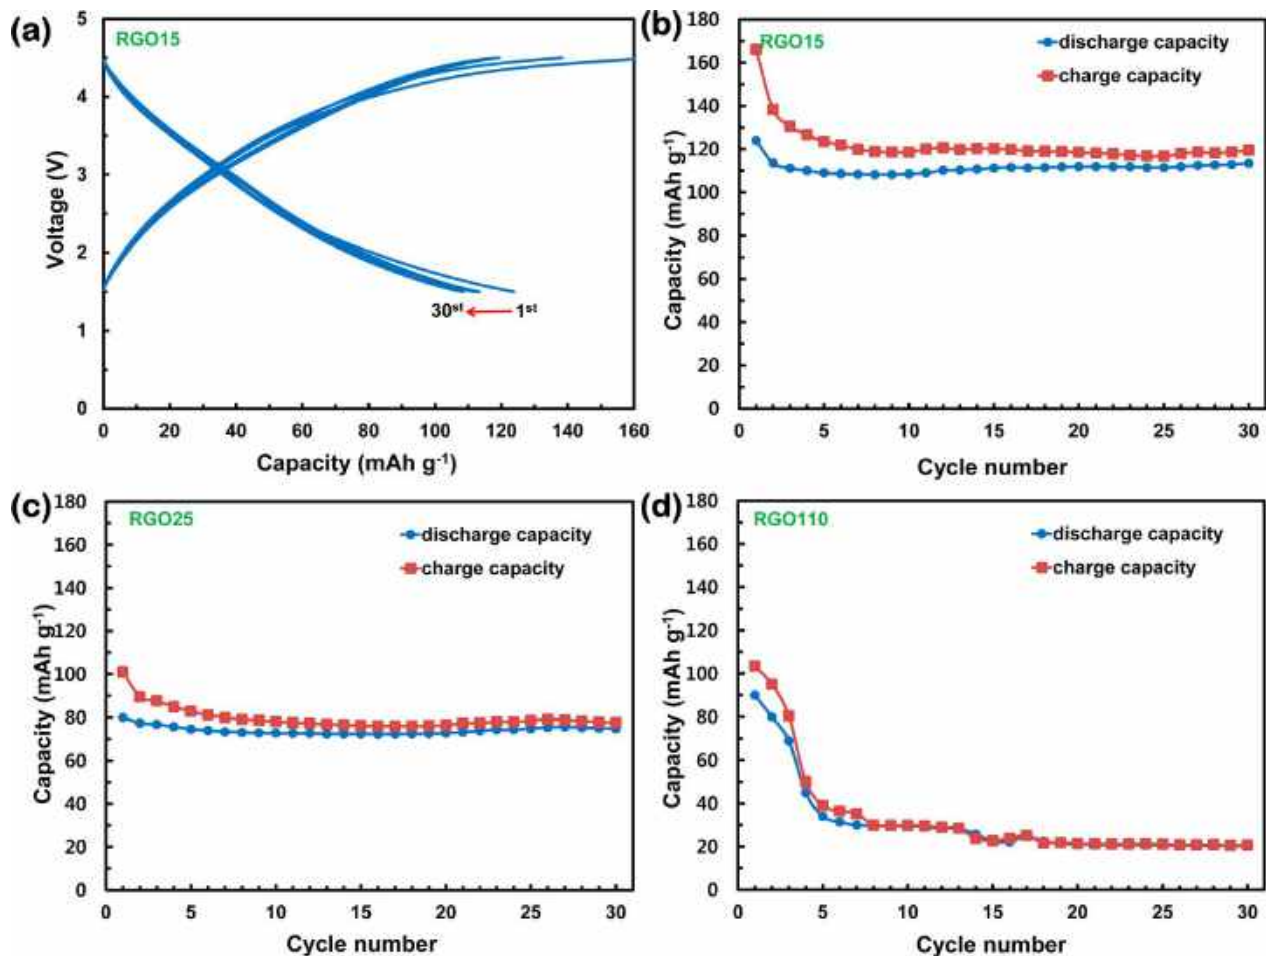 (a)
RGO15
5
4
3
2
1
0
Voltage (V)
30st
1st
0 20 40 60 80 100 120 140 160
Capacity (mAh g-1)
(b)
RGO15
discharge capacity
charge capacity
180
160
140
120
100
80
60
40
20
0
Capacity (mAh g-1)
0 5 10 15 20 25 30
Cycle number
(c)
RGO25
discharge capacity
charge capacity
180
160
140
120
100
80
60
40
20
0
Capacity (mAh g-1)
0 5 10 15 20 25 30
Cycle number
(d)
RGO110
discharge capacity
charge capacity
180
160
140
120
100
80
60
40
20
0
Capacity (mAh g-1)
0 5 10 15 20 25 30
Cycle number